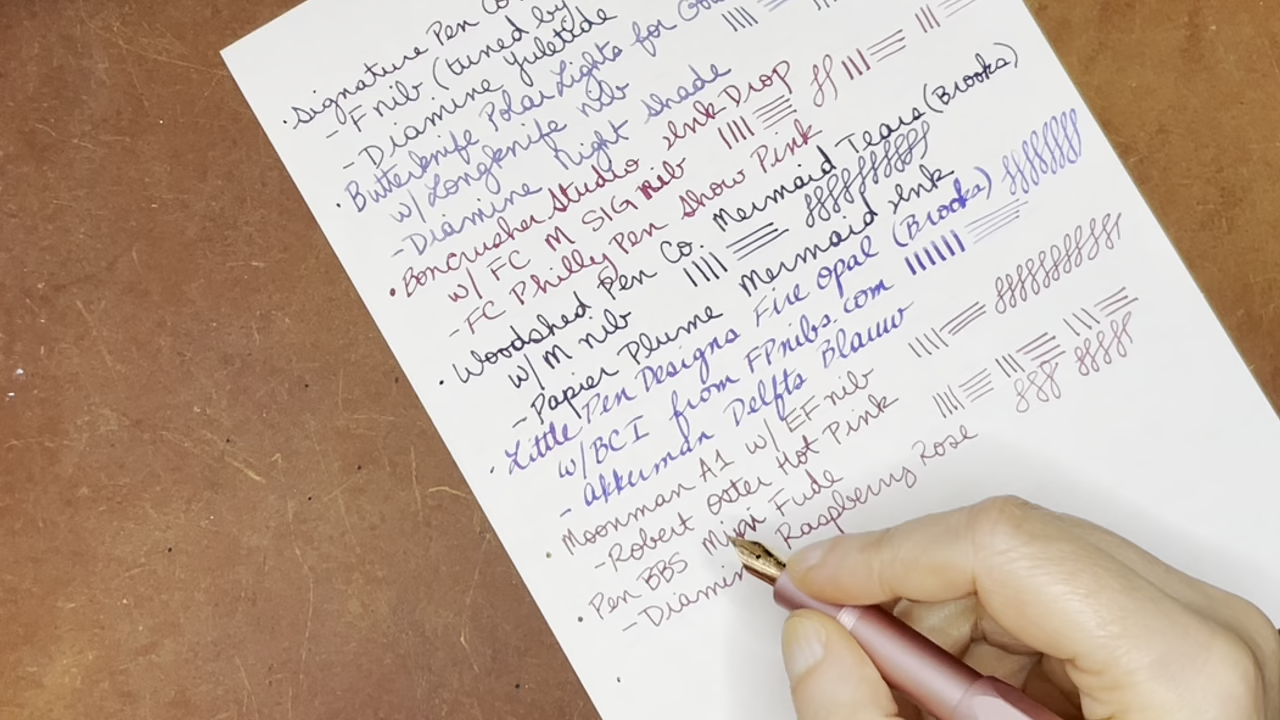 • Signature Pen Co.
- F nib (tuned by
- Diamine Yuletide
• Butterknife Polar Lights for
w/ Longknife nib
- Diamine Night Shade
• Boncrusher Studio Ink Drop
w/ FC M SIG nib
- FC Philly Pen Show Pink
• Woodshed Pen Co. Mermaid Tears (Brooks)
w/ M nib
- Papier Plume Mermaid Ink
• Little Pen Designs Fire Opal (Brooks)
w/ BCI from FPnibs.com
- akkerman Delfts Blauw
• Moonman A1 w/ EF nib
- Robert Oster Hot Pink
• Pen BBS Mini Fude
- Diamine Raspberry Rose